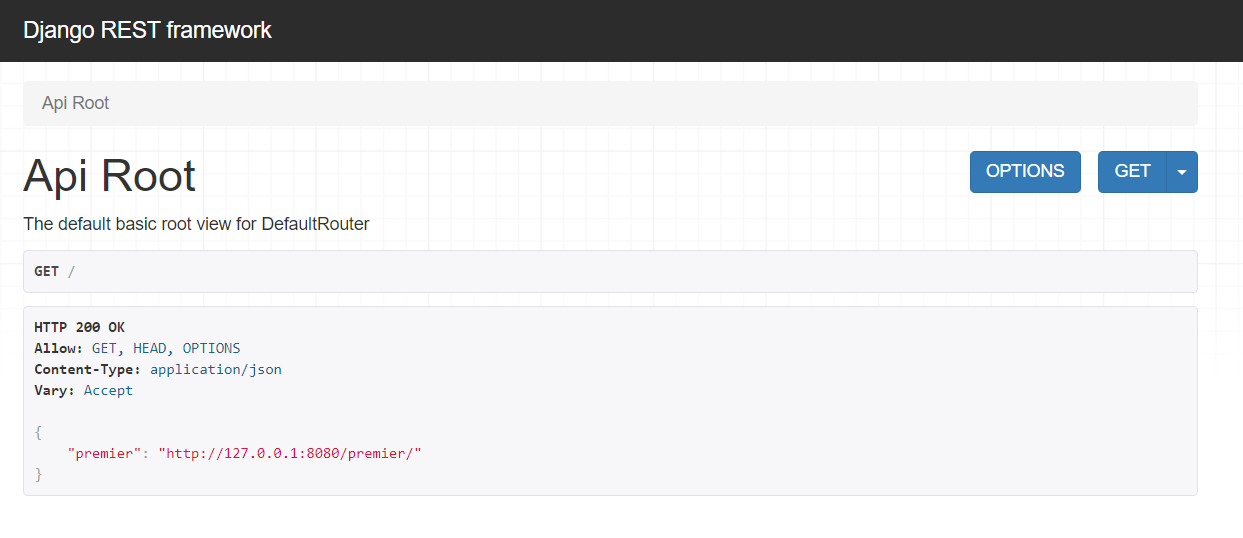 Django REST framework
Api Root
Api Root
OPTIONS
GET
The default basic root view for DefaultRouter
GET /
HTTP 200 OK
Allow: GET, HEAD, OPTIONS
Content-Type: application/json
Vary: Accept
{
    "premier": "http://127.0.0.1:8080/premier/"
}